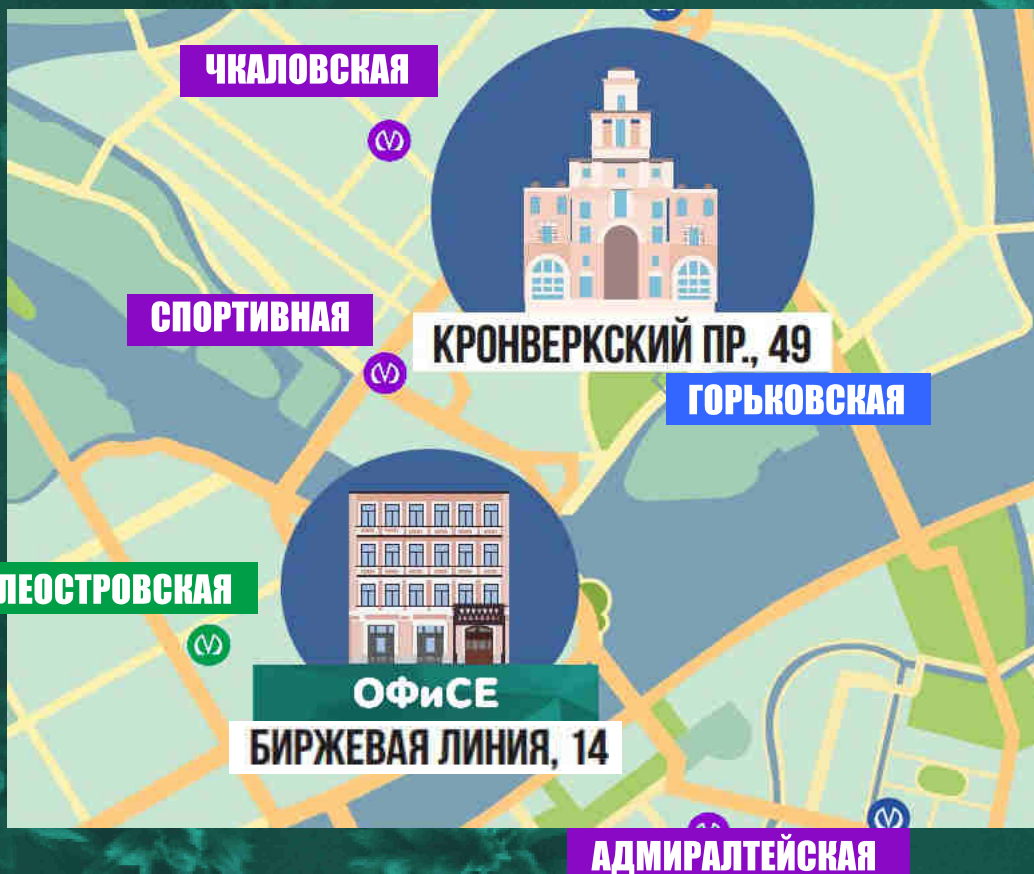 ЧКАЛОВСКАЯ
СПОРТИВНАЯ
КРОНВЕРКСКИЙ ПР., 49
ГОРЬКОВСКАЯ
ЛЕОСТРОВСКАЯ
ОФиСЕ
БИРЖЕВАЯ ЛИНИЯ, 14
АДМИРАЛТЕЙСКАЯ